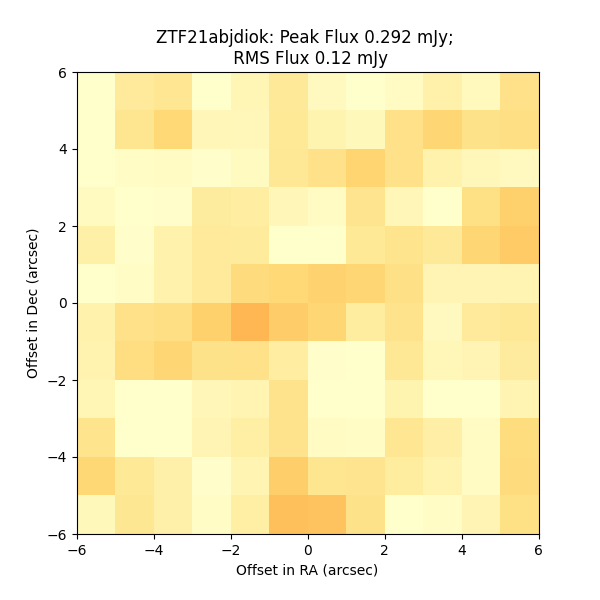 ZTF21abjdiok: Peak Flux 0.292 mJy;
RMS Flux 0.12 mJy
6
4
2
0
−2
−4
−6
Offset in Dec (arcsec)
−6 −4 −2 0 2 4 6
Offset in RA (arcsec)